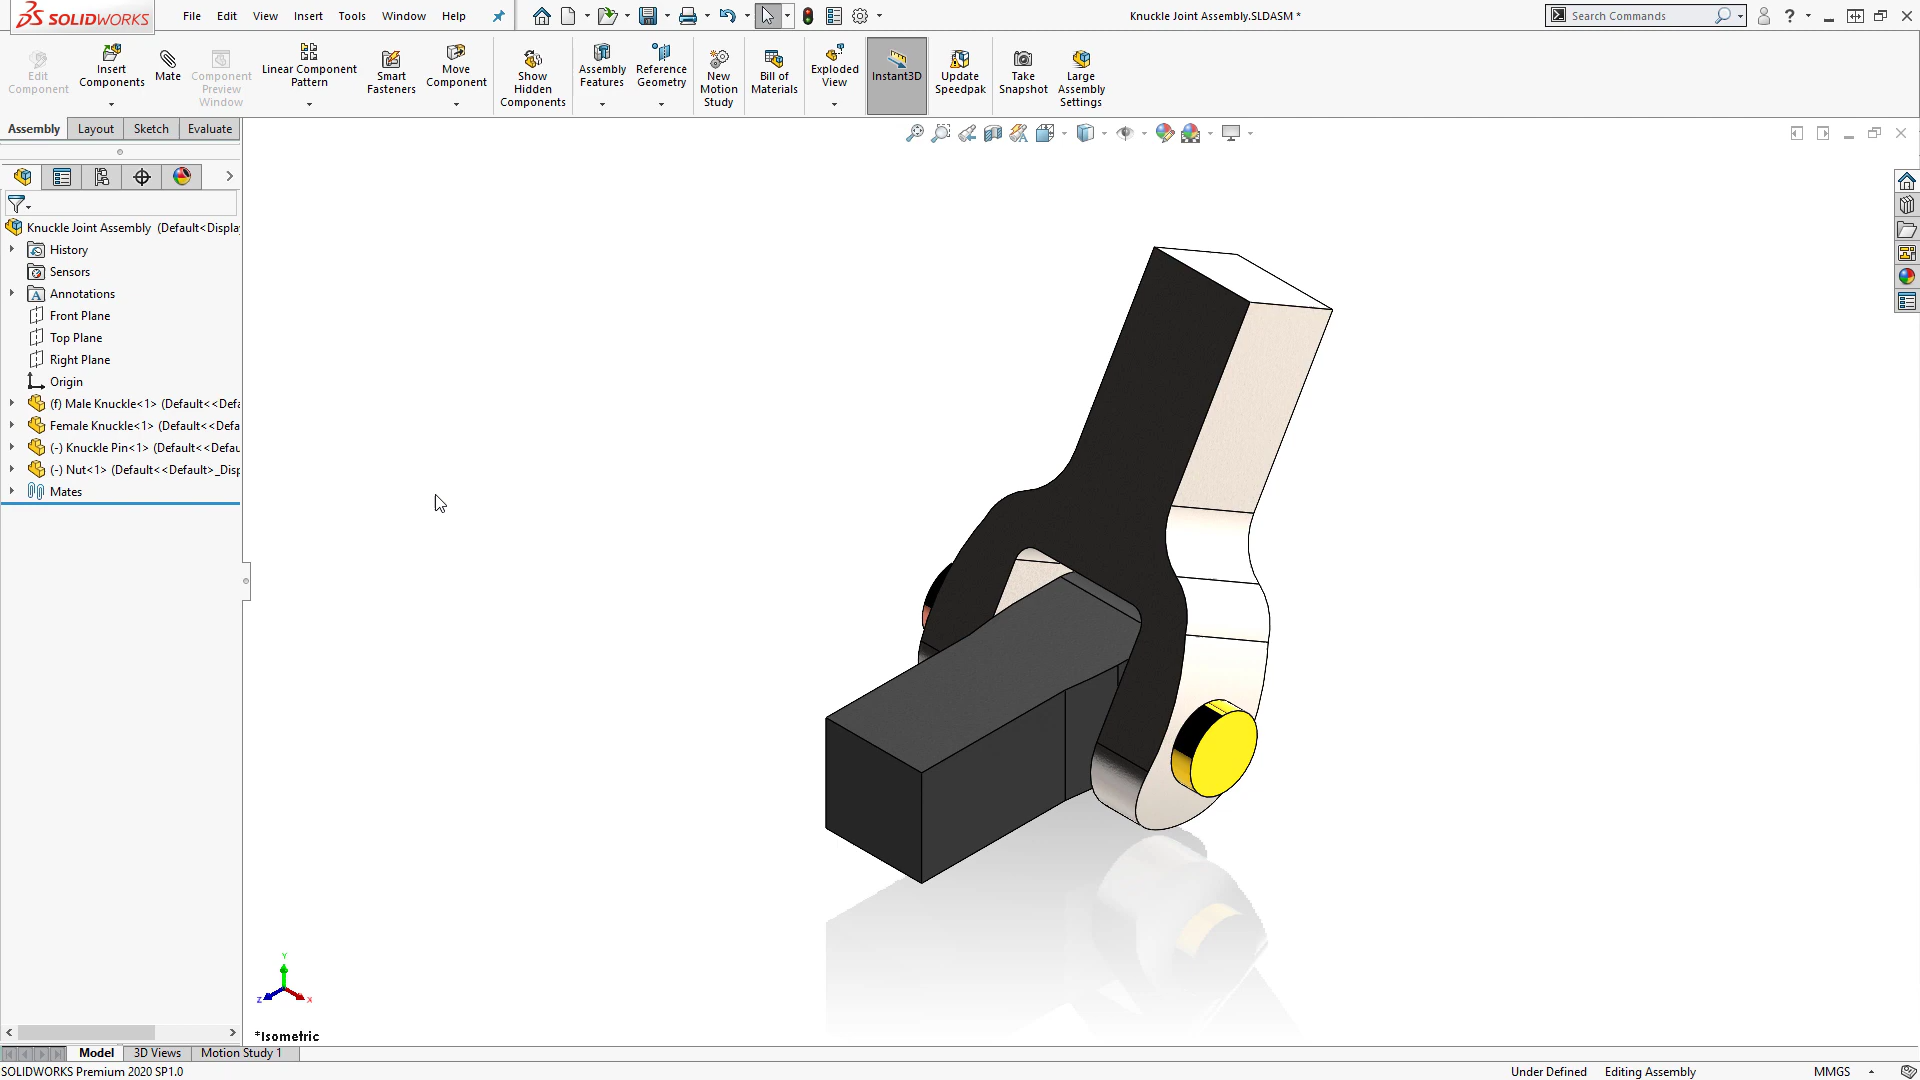 SOLIDWORKS File Edit View Insert Tools Window Help Knuckle Joint Assembly.SLDASM * Search Commands
Edit Component
Insert Components
Mate
Component Preview Window
Linear Component Pattern
Smart Fasteners
Move Component
Show Hidden Components
Assembly Features
Reference Geometry
New Motion Study
Bill of Materials
Exploded View
Instant3D
Update Speedpak
Take Snapshot
Large Assembly Settings
Assembly Layout Sketch Evaluate
Knuckle Joint Assembly (Default<Displa
History
Sensors
Annotations
Front Plane
Top Plane
Right Plane
Origin
(f) Male Knuckle<1> (Default<<Defa
Female Knuckle<1> (Default<<Defa
(-) Knuckle Pin<1> (Default<<Defau
(-) Nut<1> (Default<<Default>_Disp
Mates
Y
Z X
*Isometric
Model 3D Views Motion Study 1
SOLIDWORKS Premium 2020 SP1.0 Under Defined Editing Assembly MMGS